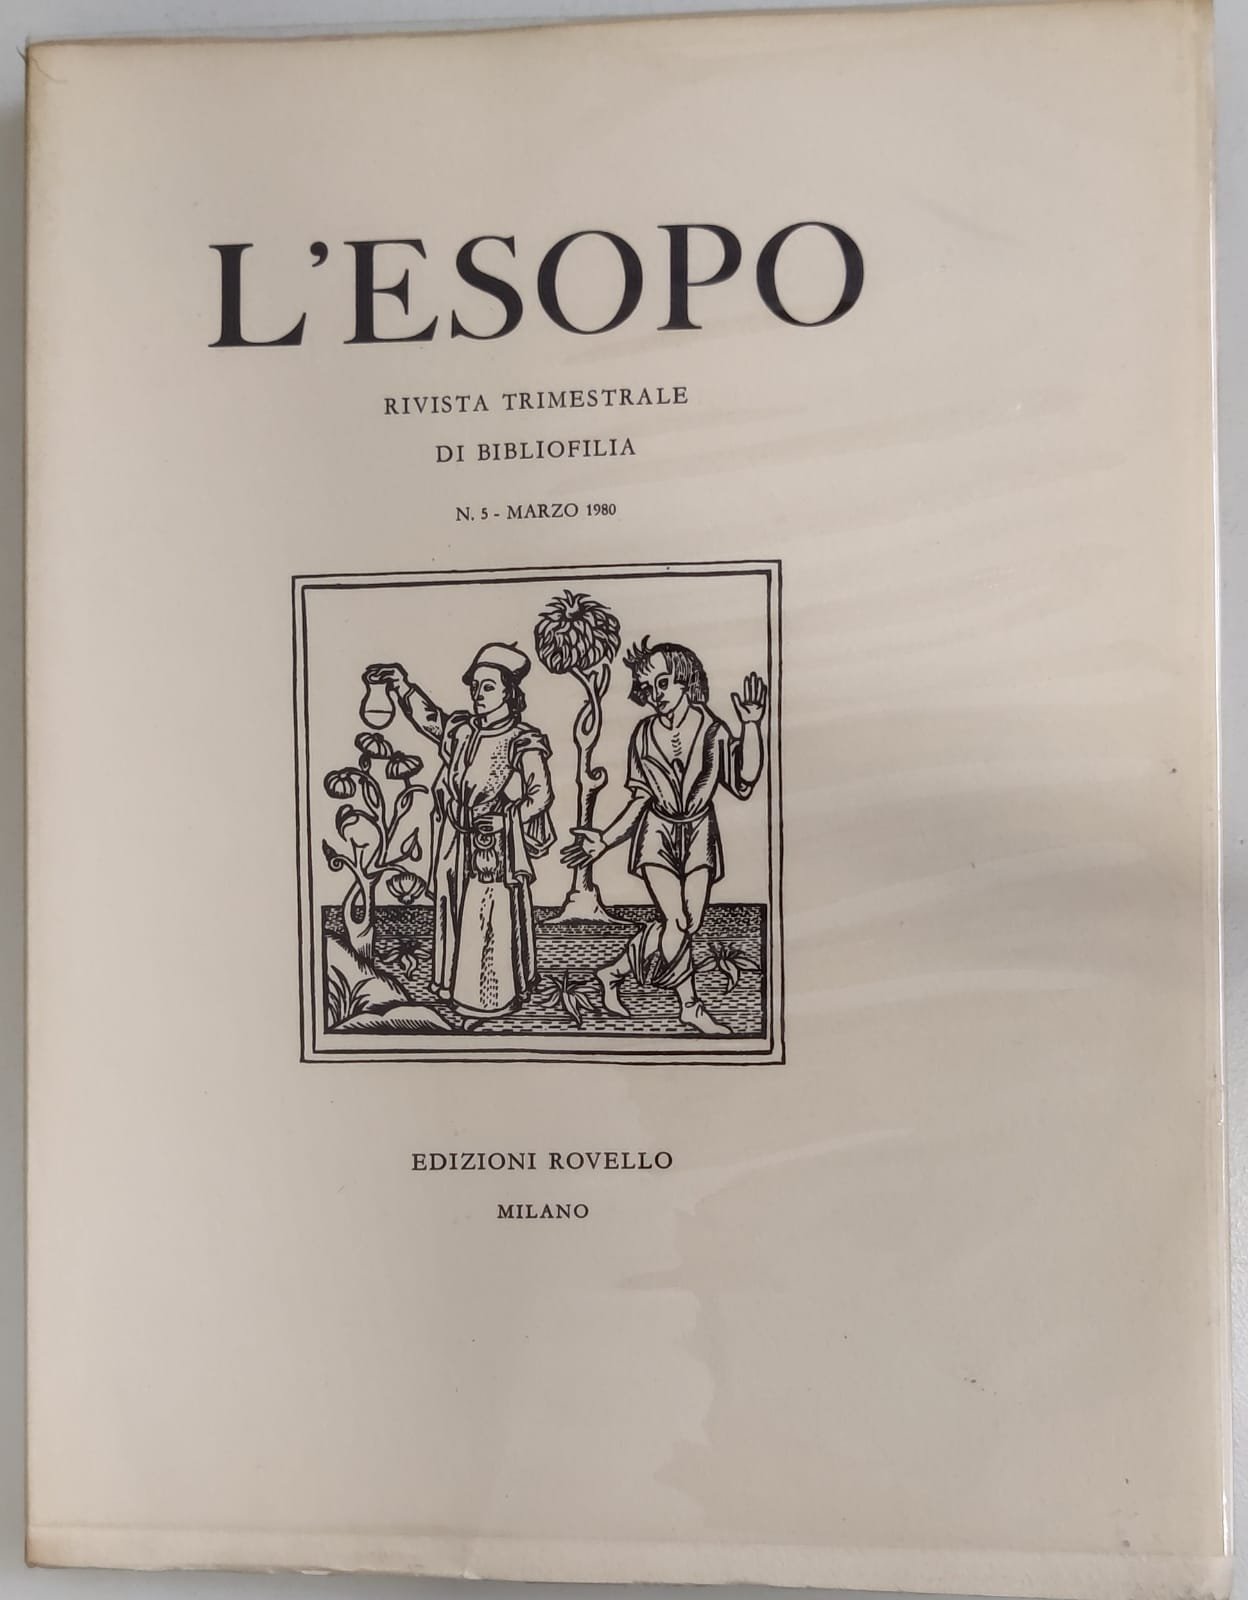 L'ESOPO
RIVISTA TRIMESTRALE
DI BIBLIOFILIA
N. 5 - MARZO 1980
EDIZIONI ROVELLO
MILANO